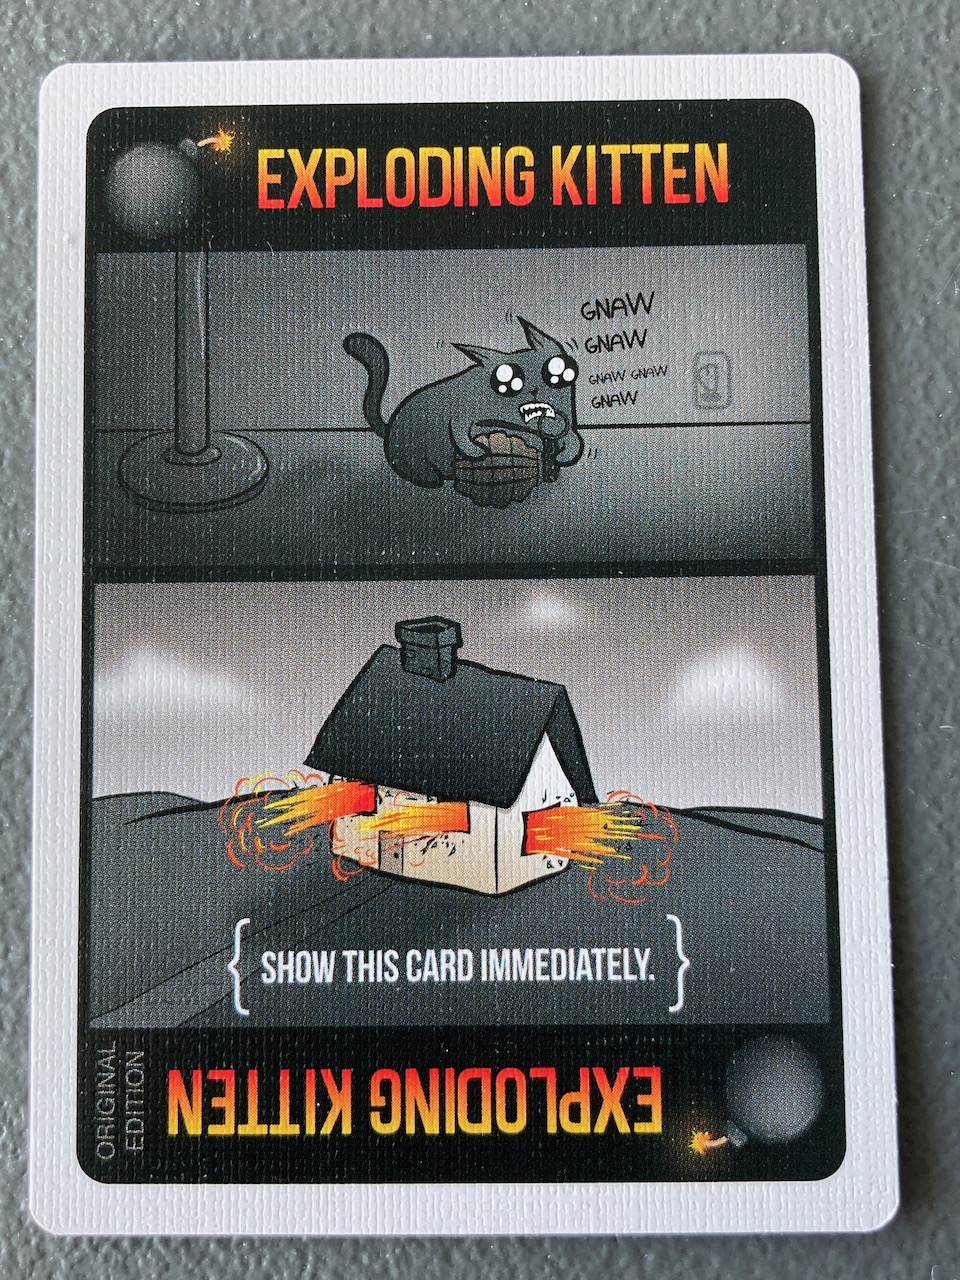 EXPLODING KITTEN
GNAW
GNAW
GNAW GNAW
GNAW
SHOW THIS CARD IMMEDIATELY.
ORIGINAL
EDITION
EXPLODING KITTEN